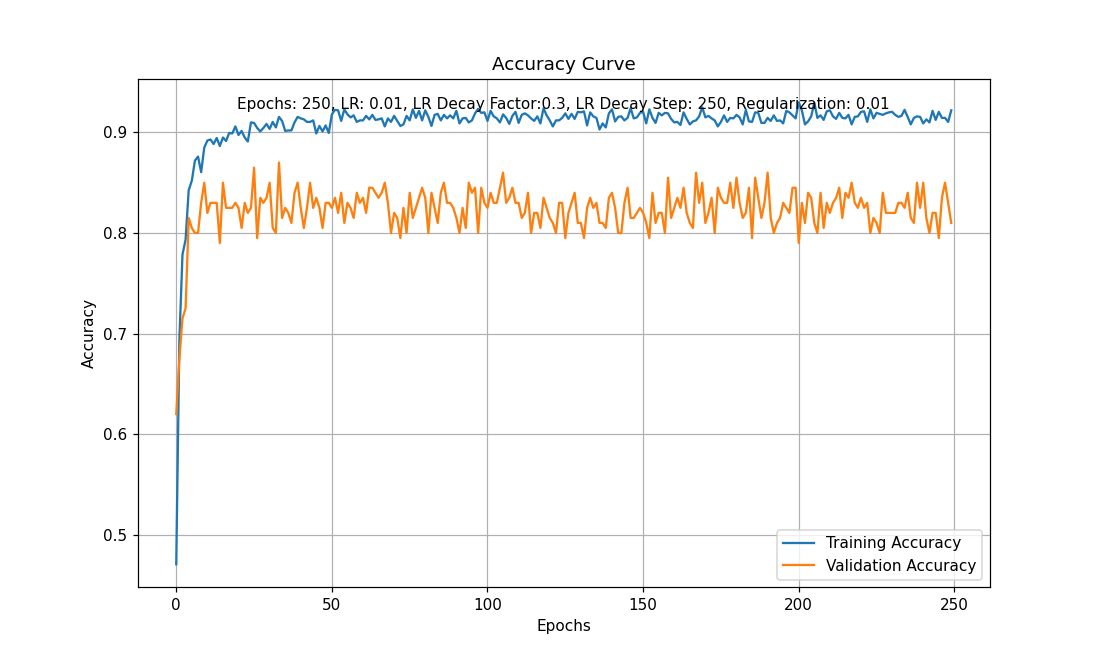 Accuracy Curve
Epochs: 250, LR: 0.01, LR Decay Factor:0.3, LR Decay Step: 250, Regularization: 0.01
0.9
0.8
0.7
0.6
0.5
Accuracy
Training Accuracy
Validation Accuracy
0 50 100 150 200 250
Epochs